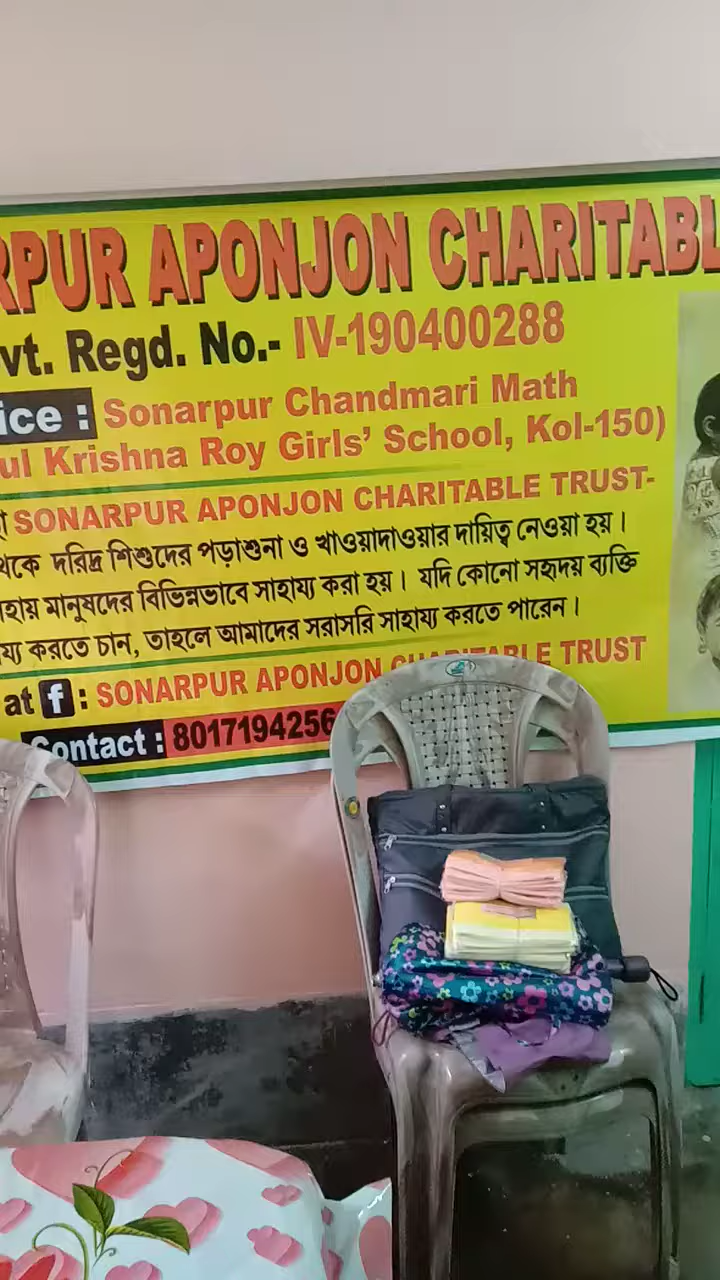 RPUR APONJON CHARITABL
vt. Regd. No.- IV-190400288
ice : Sonarpur Chandmari Math
ul Krishna Roy Girls' School, Kol-150)
SONARPUR APONJON CHARITABLE TRUST-
থেকে দরিদ্র শিশুদের পড়াশুনা ও খাওয়াদাওয়ার দায়িত্ব নেওয়া হয়।
হায় মানুষদের বিভিন্নভাবে সাহায্য করা হয়। যদি কোনো সহৃদয় ব্যক্তি
য্য করতে চান, তাহলে আমাদের সরাসরি সাহায্য করতে পারেন।
at f : SONARPUR APONJON CHARITABLE TRUST
Contact : 8017194256